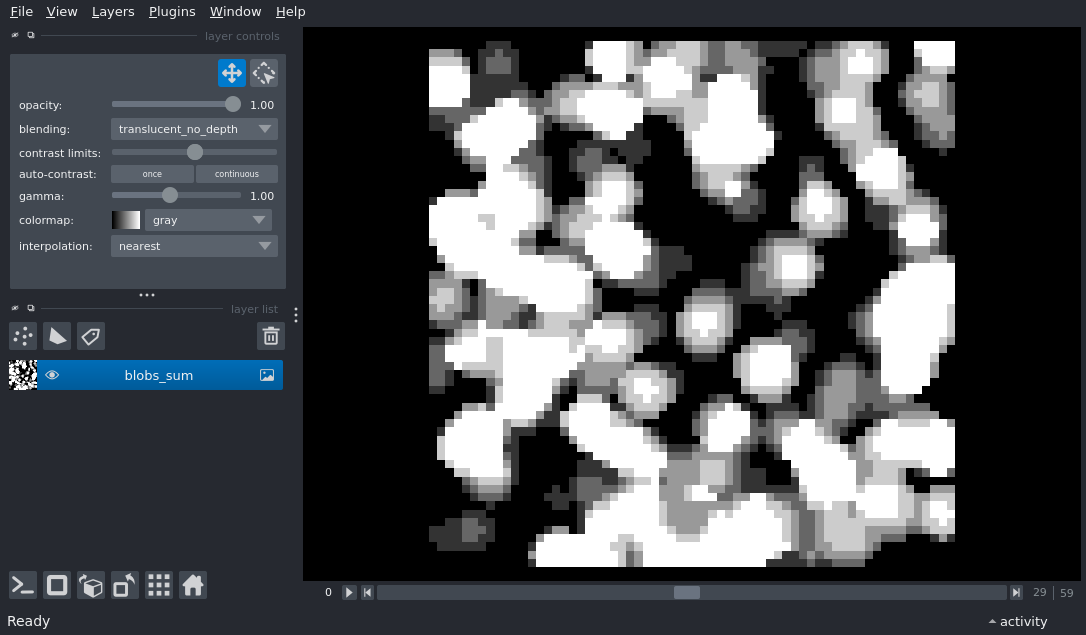 File View Layers Plugins Window Help
layer controls
opacity: 1.00
blending: translucent_no_depth
contrast limits:
auto-contrast: once continuous
gamma: 1.00
colormap: gray
interpolation: nearest
layer list
blobs_sum
0 29 59
Ready activity